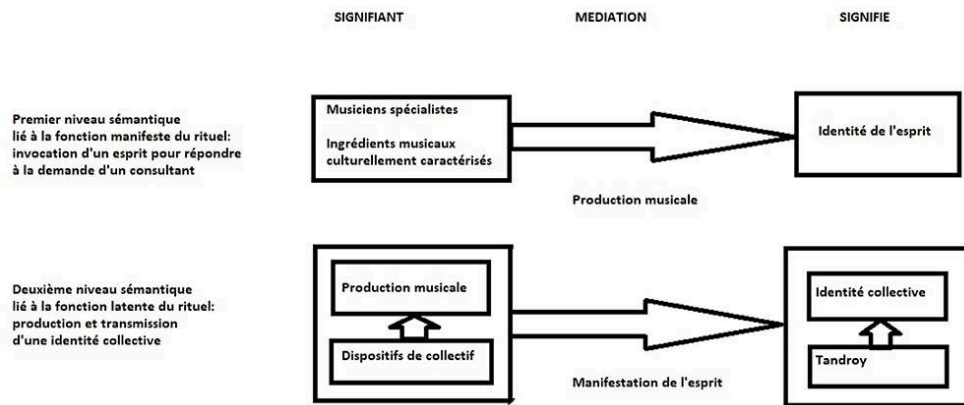 SIGNIFIANT
MEDIATION
SIGNIFIE
Premier niveau sémantique
lié à la fonction manifeste du rituel:
invocation d'un esprit pour répondre
à la demande d'un consultant
Musiciens spécialistes
Ingrédients musicaux
culturellement caractérisés
Identité de l'esprit
Production musicale
Deuxième niveau sémantique
lié à la fonction latente du rituel:
production et transmission
d'une identité collective
Production musicale
Dispositifs de collectif
Identité collective
Tandroy
Manifestation de l'esprit